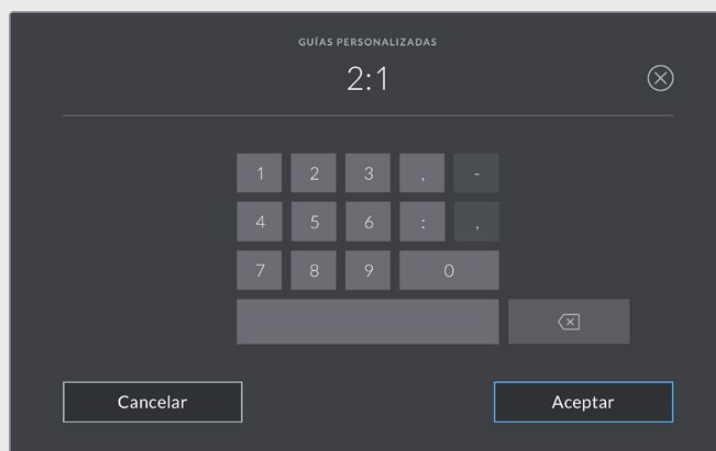 GUÍAS PERSONALIZADAS
2:1
1 2 3 , -
4 5 6 : ,
7 8 9 0
Cancelar Aceptar